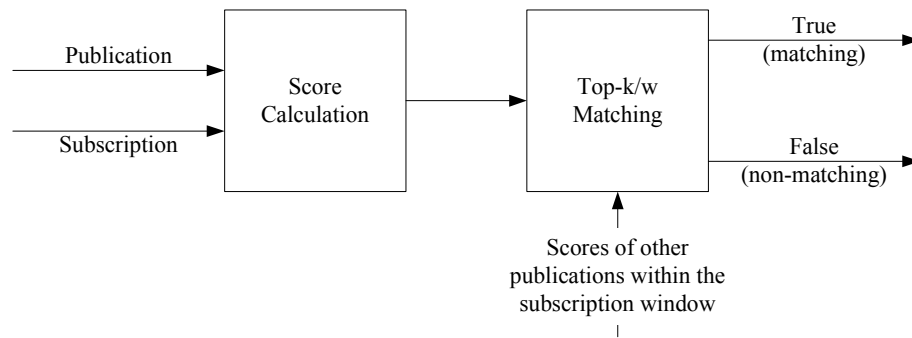 Publication
Subscription
Score
Calculation
Top-k/w
Matching
True
(matching)
False
(non-matching)
Scores of other
publications within the
subscription window